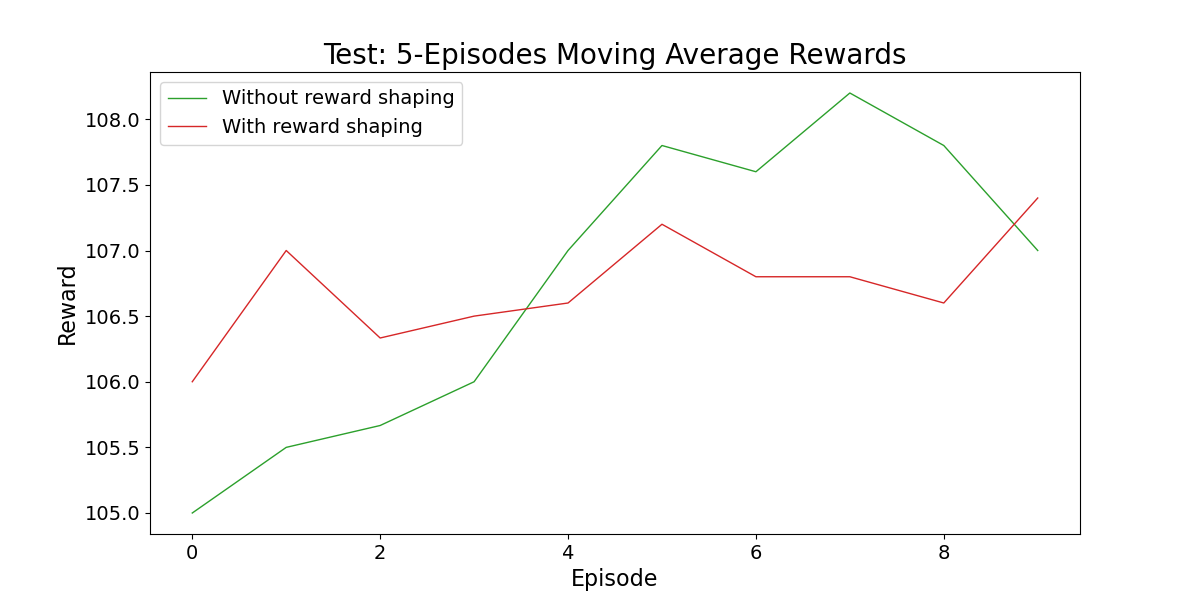 Test: 5-Episodes Moving Average Rewards
Without reward shaping
With reward shaping
108.0
107.5
107.0
106.5
106.0
105.5
105.0
Reward
0 2 4 6 8
Episode